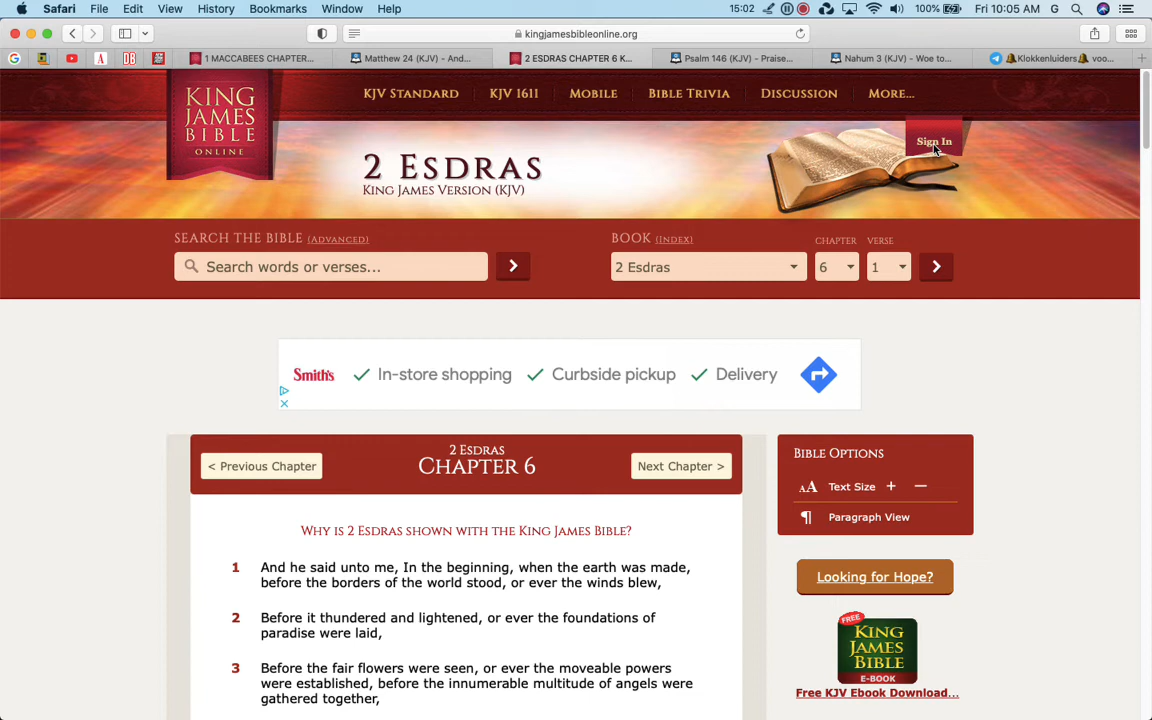 Safari File Edit View History Bookmarks Window Help 15:02 100% Fri 10:05 AM G
kingjamesbibleonline.org
G A DB 1 MACCABEES CHAPTER... Matthew 24 (KJV) - And... 2 ESDRAS CHAPTER 6 K... Psalm 146 (KJV) - Praise... Nahum 3 (KJV) - Woe to... Klokkenluiders voo...
KING JAMES BIBLE ONLINE
KJV STANDARD KJV 1611 MOBILE BIBLE TRIVIA DISCUSSION MORE...
Sign In
2 ESDRAS
KING JAMES VERSION (KJV)
SEARCH THE BIBLE (ADVANCED) BOOK (INDEX) CHAPTER VERSE
Search words or verses... 2 Esdras 6 1
Smith's In-store shopping Curbside pickup Delivery
2 ESDRAS
< Previous Chapter CHAPTER 6 Next Chapter >
BIBLE OPTIONS
AA Text Size + −
¶ Paragraph View
WHY IS 2 ESDRAS SHOWN WITH THE KING JAMES BIBLE?
1 And he said unto me, In the beginning, when the earth was made,
before the borders of the world stood, or ever the winds blew,
2 Before it thundered and lightened, or ever the foundations of
paradise were laid,
3 Before the fair flowers were seen, or ever the moveable powers
were established, before the innumerable multitude of angels were
gathered together,
Looking for Hope?
FREE
KING
JAMES
BIBLE
E-BOOK
Free KJV Ebook Download...